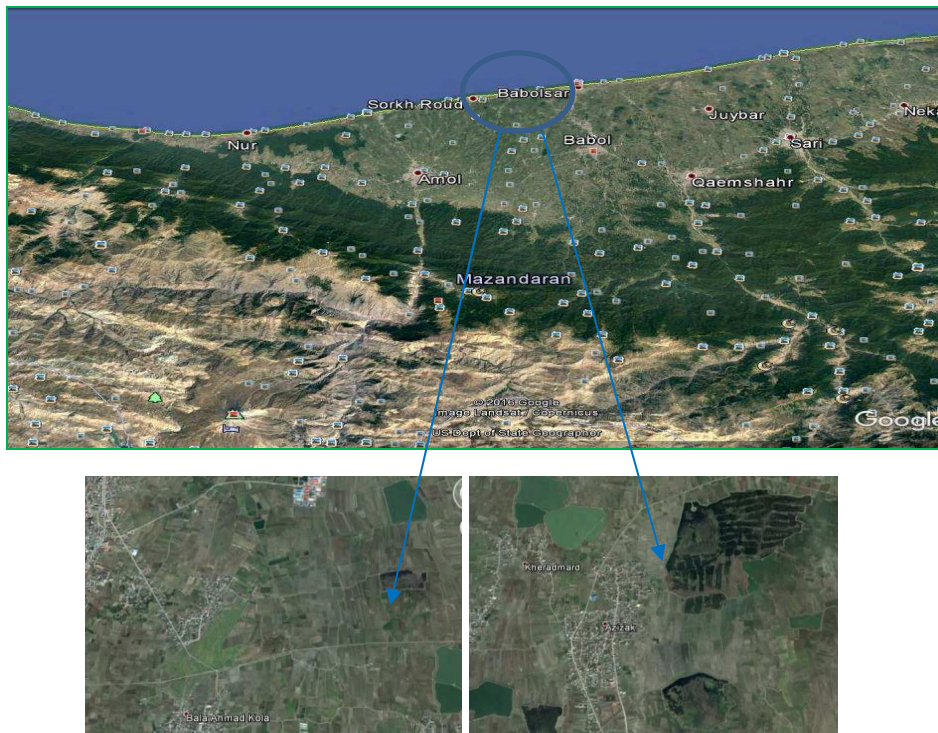 Babolsar
Sorkh Roud
Juybar
Neka
Nur
Babol
Sari
Amol
Qaemshahr
Mazandaran
© 2016 Google
Image Landsat / Copernicus
US Dept of State Geographer
Google
Kheradmard
Azizak
Bala Ahmad Kola